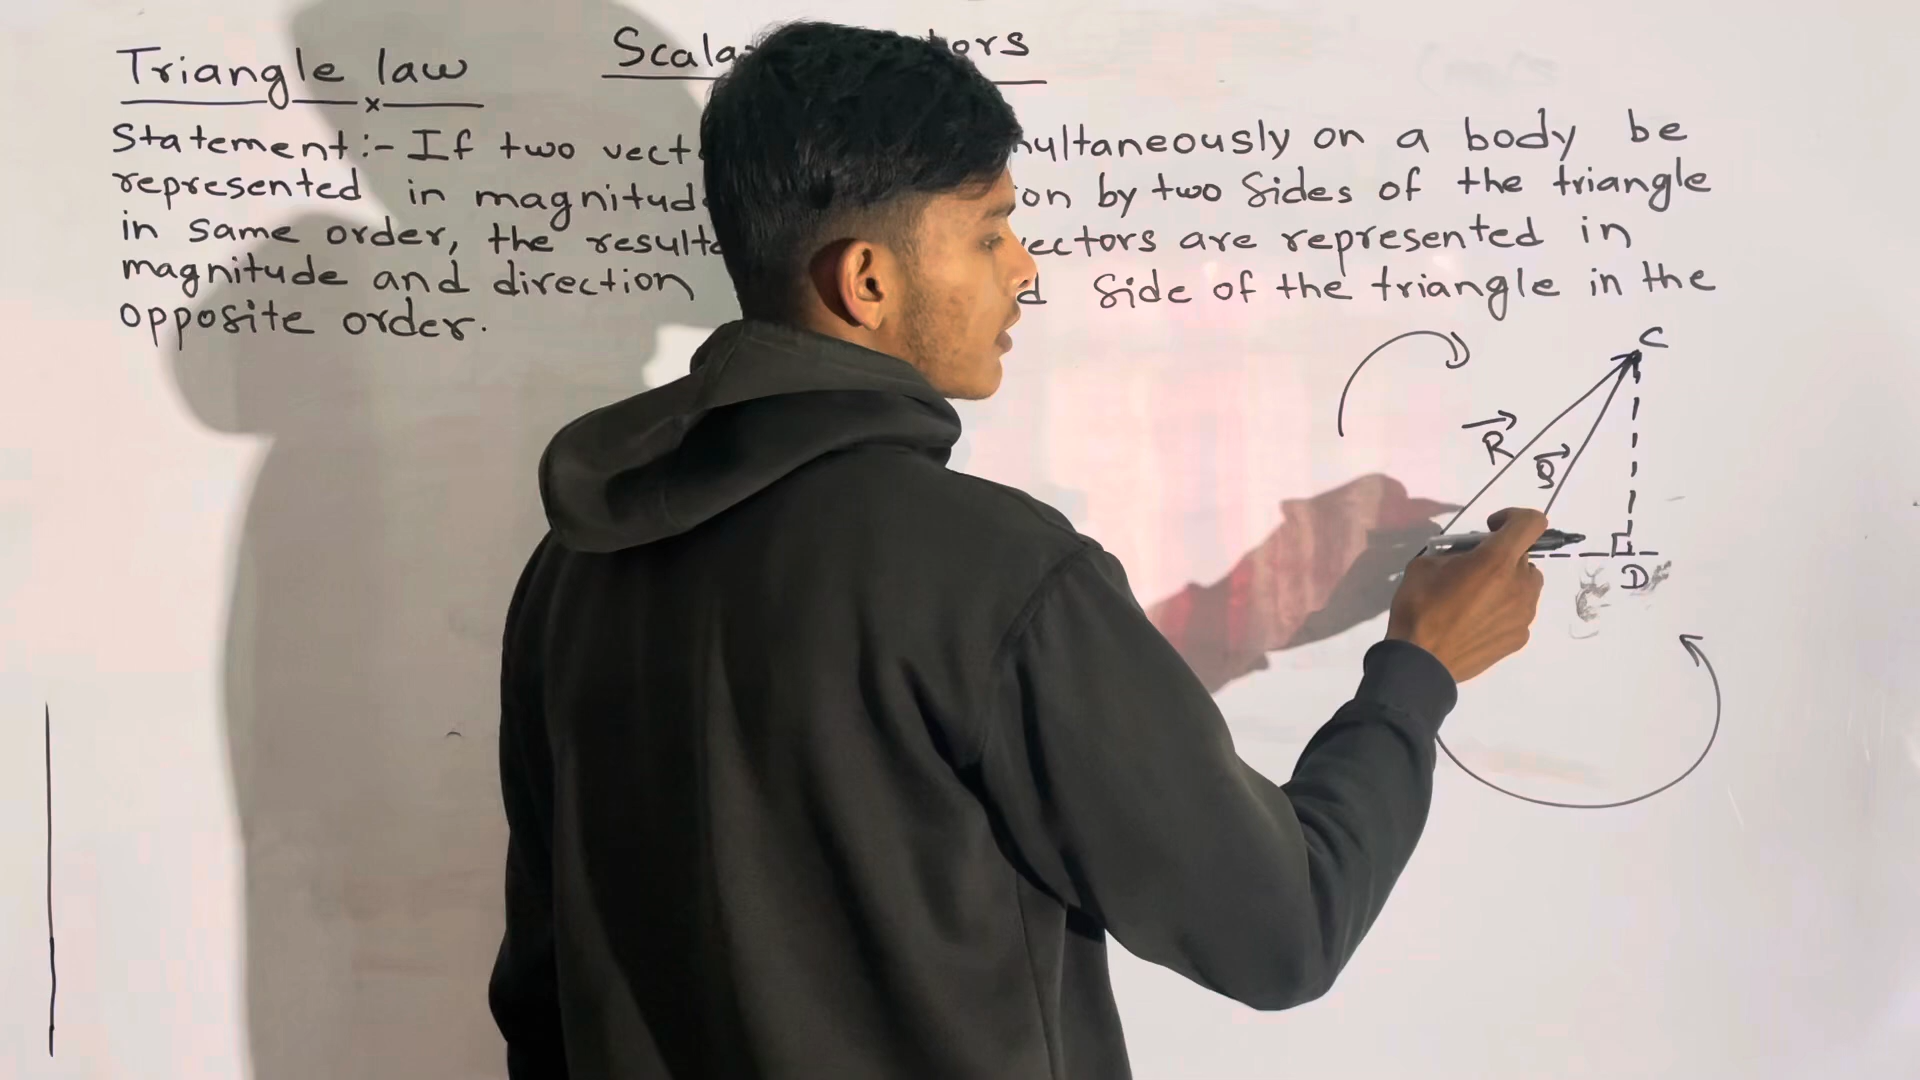 Triangle law
Scala tors
Statement:- If two vect ultaneously on a body be
represented in magnitud on by two sides of the triangle
in same order, the result ectors are represented in
magnitude and direction d side of the triangle in the
opposite order.
C
R
Q
D